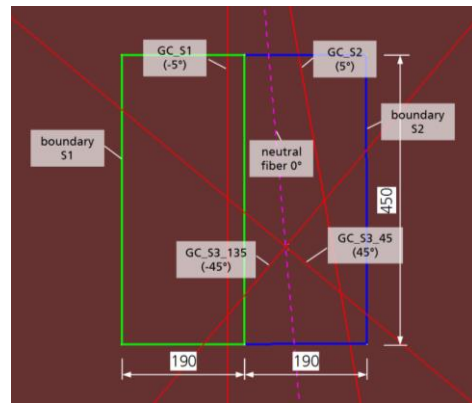 GC_S1
(-5°)
GC_S2
(5°)
boundary
S1
boundary
S2
neutral
fiber 0°
450
GC_S3_135
(-45°)
GC_S3_45
(45°)
190
190